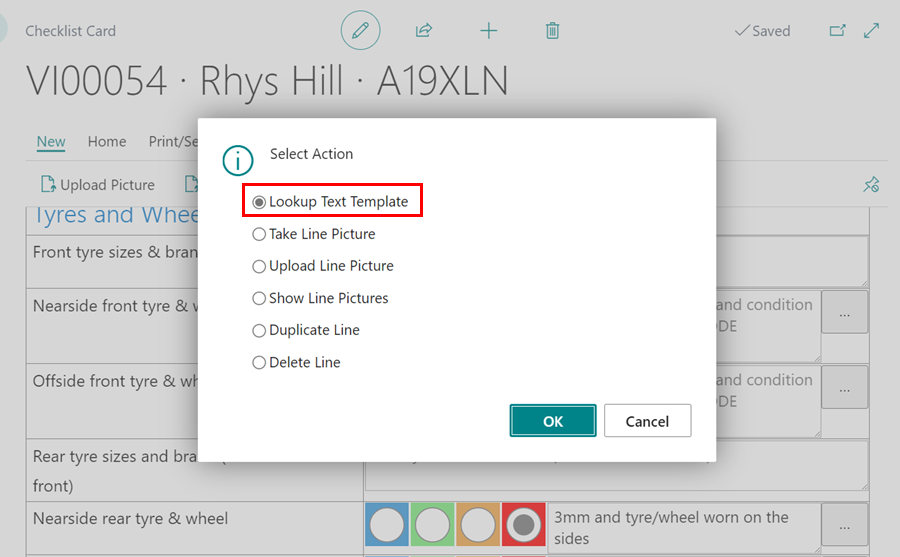 Checklist Card
Saved
VI00054 · Rhys Hill · A19XLN
New
Home
Print/Se
Upload Picture
Select Action
Lookup Text Template
Take Line Picture
Upload Line Picture
Show Line Pictures
Duplicate Line
Delete Line
OK
Cancel
Tyres and Whee
Front tyre sizes & bran
Nearside front tyre & w
and condition
DE
...
Offside front tyre & wh
and condition
DE
...
Rear tyre sizes and bra
front)
Nearside rear tyre & wheel
3mm and tyre/wheel worn on the
sides
...